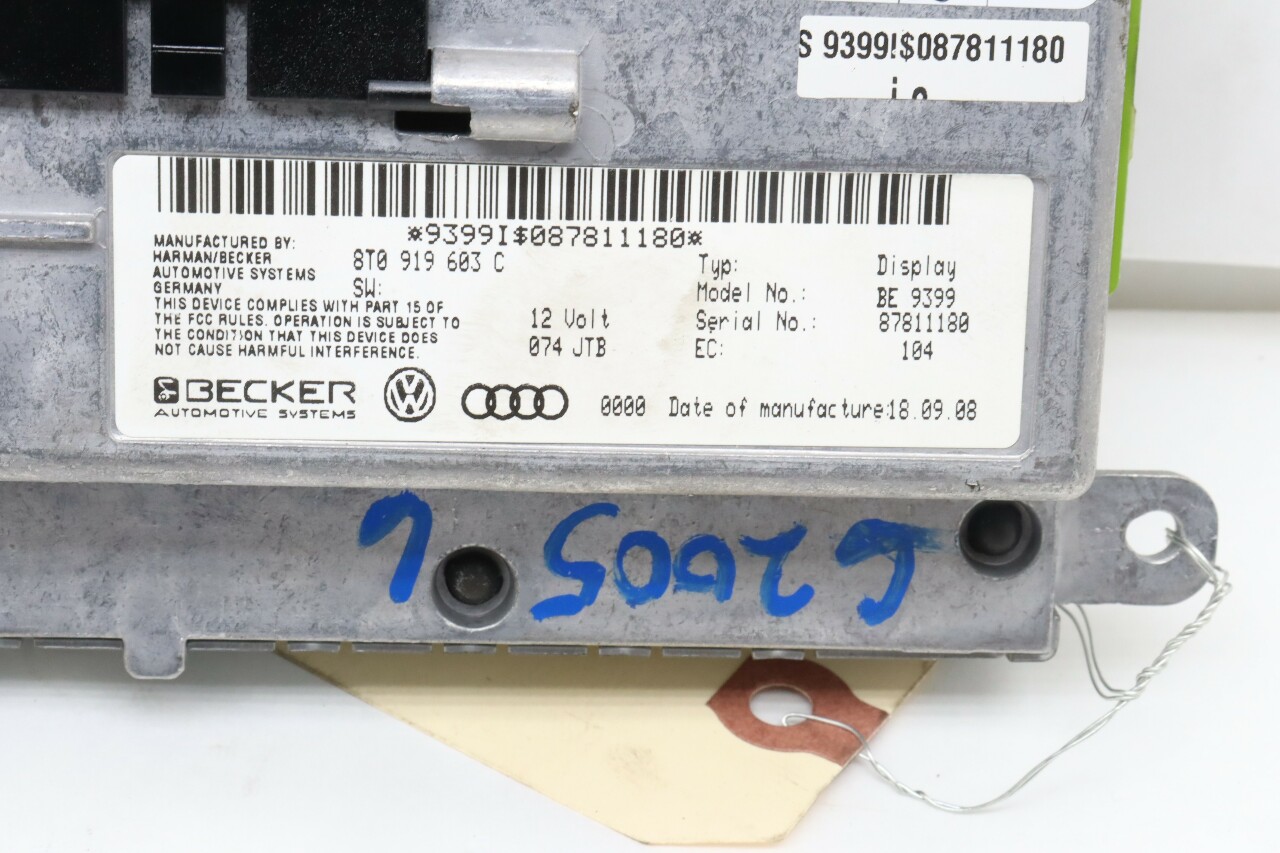 S 9399!$087811180
*9399I$087811180*
MANUFACTURED BY:
HARMAN/BECKER
AUTOMOTIVE SYSTEMS
GERMANY
8T0 919 603 C
SW:
THIS DEVICE COMPLIES WITH PART 15 OF
THE FCC RULES. OPERATION IS SUBJECT TO
THE CONDITION THAT THIS DEVICE DOES
NOT CAUSE HARMFUL INTERFERENCE.
12 Volt
074 JTB
Typ: Display
Model No.: BE 9399
Serial No.: 87811180
EC: 104
BECKER
AUTOMOTIVE SYSTEMS
VW
0000 Date of manufacture:18.09.08
G2005